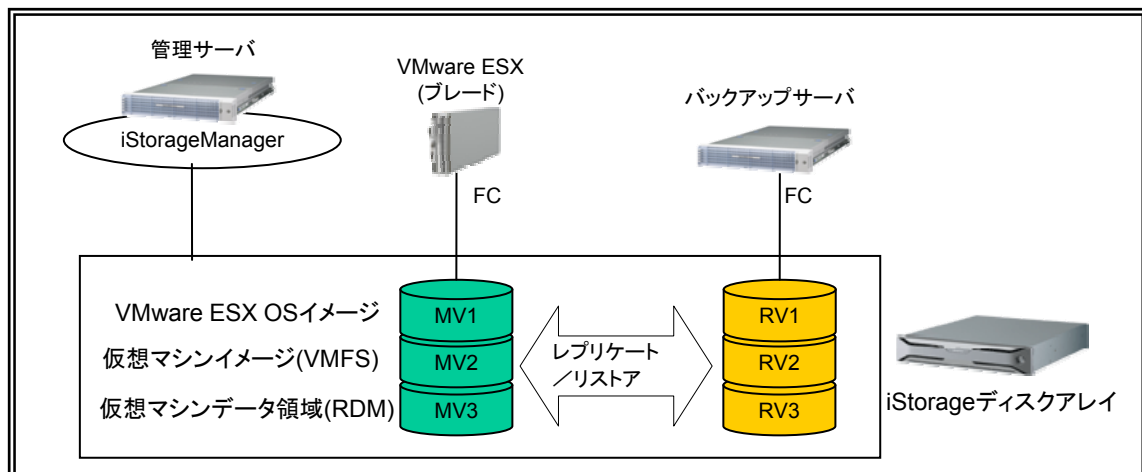 管理サーバ
iStorageManager
VMware ESX
(ブレード)
バックアップサーバ
FC
FC
VMware ESX OSイメージ
MV1
RV1
仮想マシンイメージ(VMFS)
MV2
レプリケート
／リストア
RV2
仮想マシンデータ領域(RDM)
MV3
RV3
iStorageディスクアレイ